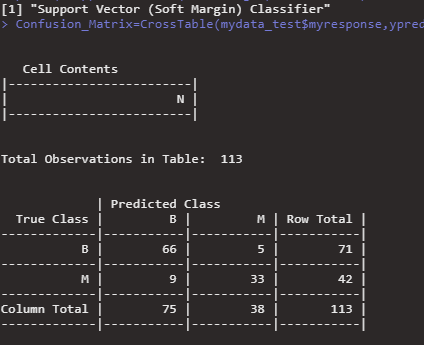 [1] "Support Vector (Soft Margin) Classifier"
> Confusion_Matrix=CrossTable(mydata_test$myresponse,ypred
Cell Contents
|-------------------------|
|                       N |
|-------------------------|
Total Observations in Table:  113
             | Predicted Class
  True Class |         B |         M | Row Total |
-------------|-----------|-----------|-----------|
           B |        66 |         5 |        71 |
-------------|-----------|-----------|-----------|
           M |         9 |        33 |        42 |
-------------|-----------|-----------|-----------|
Column Total |        75 |        38 |       113 |
-------------|-----------|-----------|-----------|